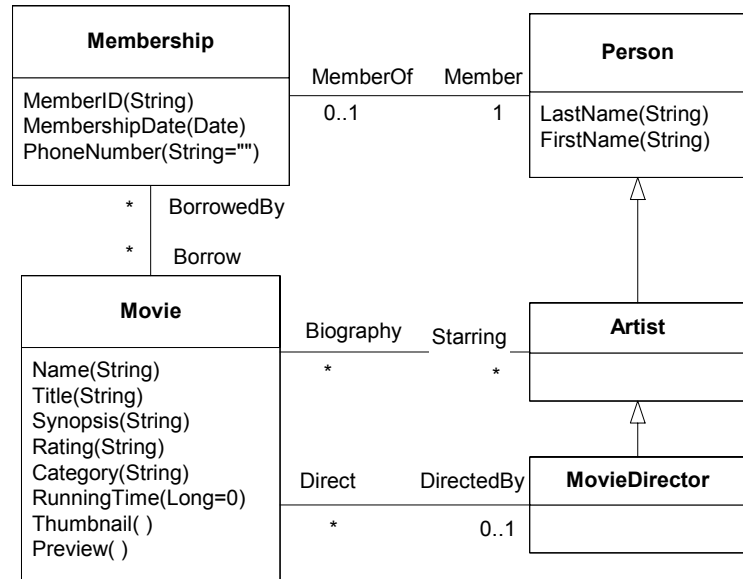 Membership
MemberID(String)
MembershipDate(Date)
PhoneNumber(String="")
MemberOf
Member
0..1
1
Person
LastName(String)
FirstName(String)
*
BorrowedBy
*
Borrow
Movie
Name(String)
Title(String)
Synopsis(String)
Rating(String)
Category(String)
RunningTime(Long=0)
Thumbnail( )
Preview( )
Biography
Starring
*
*
Artist
Direct
DirectedBy
*
0..1
MovieDirector